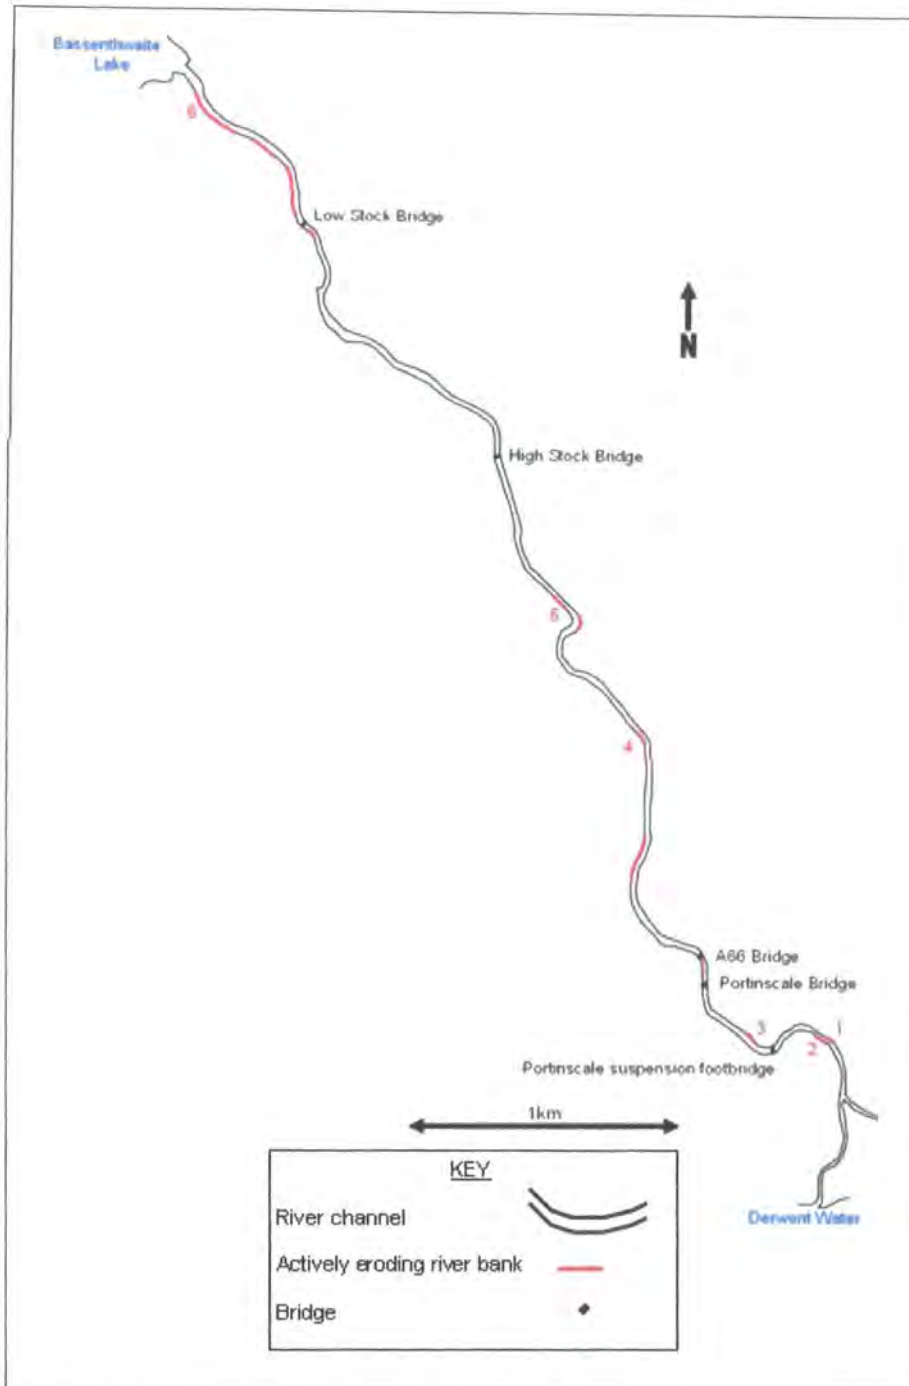 Bassenthwaite
Lake
6
Low Stock Bridge
N
High Stock Bridge
5
4
A66 Bridge
Portinscale Bridge
3
1
2
Portinscale suspension footbridge
1km
KEY
River channel
Derwent Water
Actively eroding river bank
Bridge